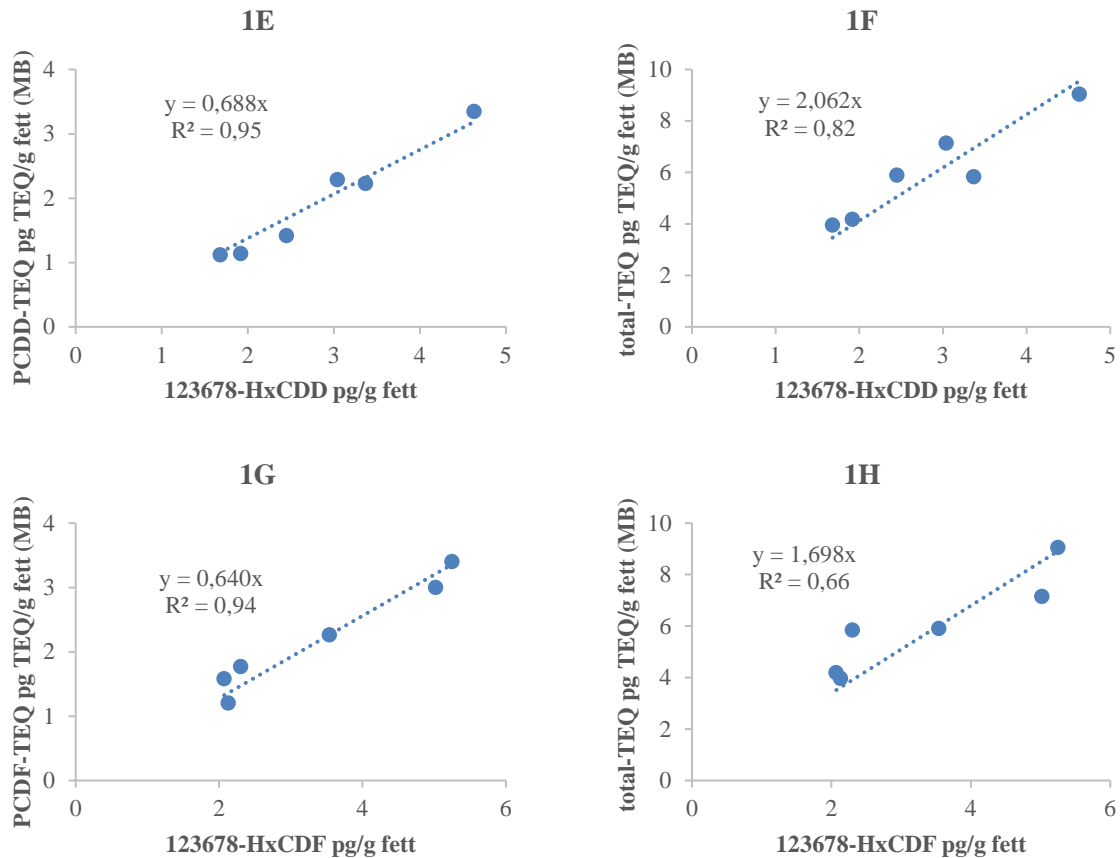 1E
PCDD-TEQ pg TEQ/g fett (MB)
4
3
2
1
0
y = 0,688x
R² = 0,95
0 1 2 3 4 5
123678-HxCDD pg/g fett
1F
total-TEQ pg TEQ/g fett (MB)
10
8
6
4
2
0
y = 2,062x
R² = 0,82
0 1 2 3 4 5
123678-HxCDD pg/g fett
1G
PCDF-TEQ pg TEQ/g fett (MB)
4
3
2
1
0
y = 0,640x
R² = 0,94
0 2 4 6
123678-HxCDF pg/g fett
1H
total-TEQ pg TEQ/g fett (MB)
10
8
6
4
2
0
y = 1,698x
R² = 0,66
0 2 4 6
123678-HxCDF pg/g fett